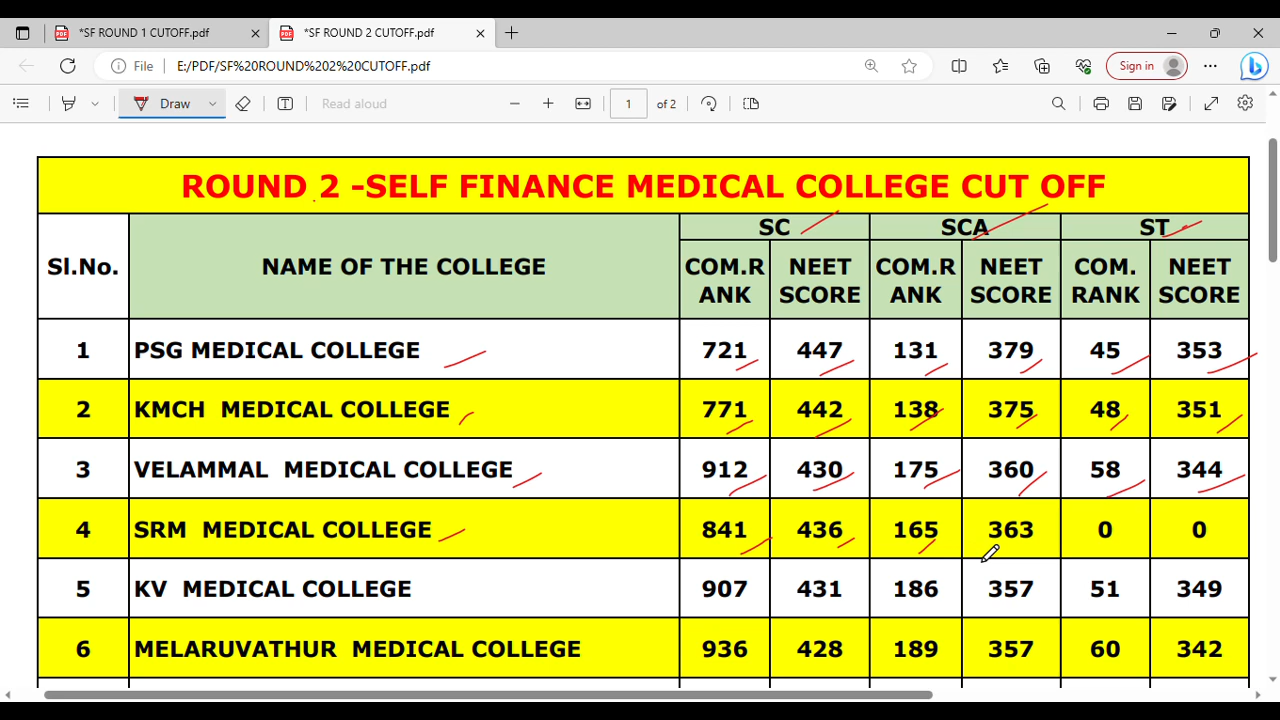 *SF ROUND 1 CUTOFF.pdf *SF ROUND 2 CUTOFF.pdf
File E:/PDF/SF%20ROUND%202%20CUTOFF.pdf Sign in
Draw Read aloud 1 of 2
ROUND 2 -SELF FINANCE MEDICAL COLLEGE CUT OFF
Sl.No. NAME OF THE COLLEGE SC SCA ST
COM.R NEET COM.R NEET COM. NEET
ANK SCORE ANK SCORE RANK SCORE
1 PSG MEDICAL COLLEGE 721 447 131 379 45 353
2 KMCH MEDICAL COLLEGE 771 442 138 375 48 351
3 VELAMMAL MEDICAL COLLEGE 912 430 175 360 58 344
4 SRM MEDICAL COLLEGE 841 436 165 363 0 0
5 KV MEDICAL COLLEGE 907 431 186 357 51 349
6 MELARUVATHUR MEDICAL COLLEGE 936 428 189 357 60 342